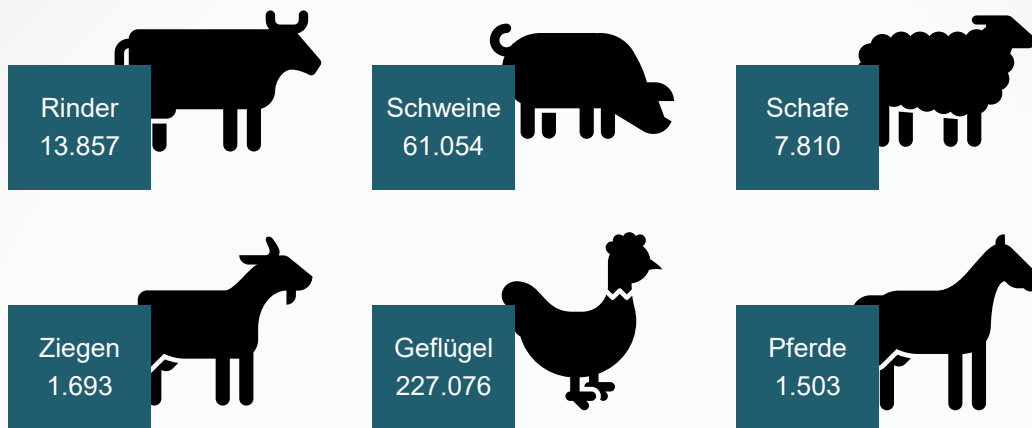 Rinder
13.857
Schweine
61.054
Schafe
7.810
Ziegen
1.693
Geflügel
227.076
Pferde
1.503